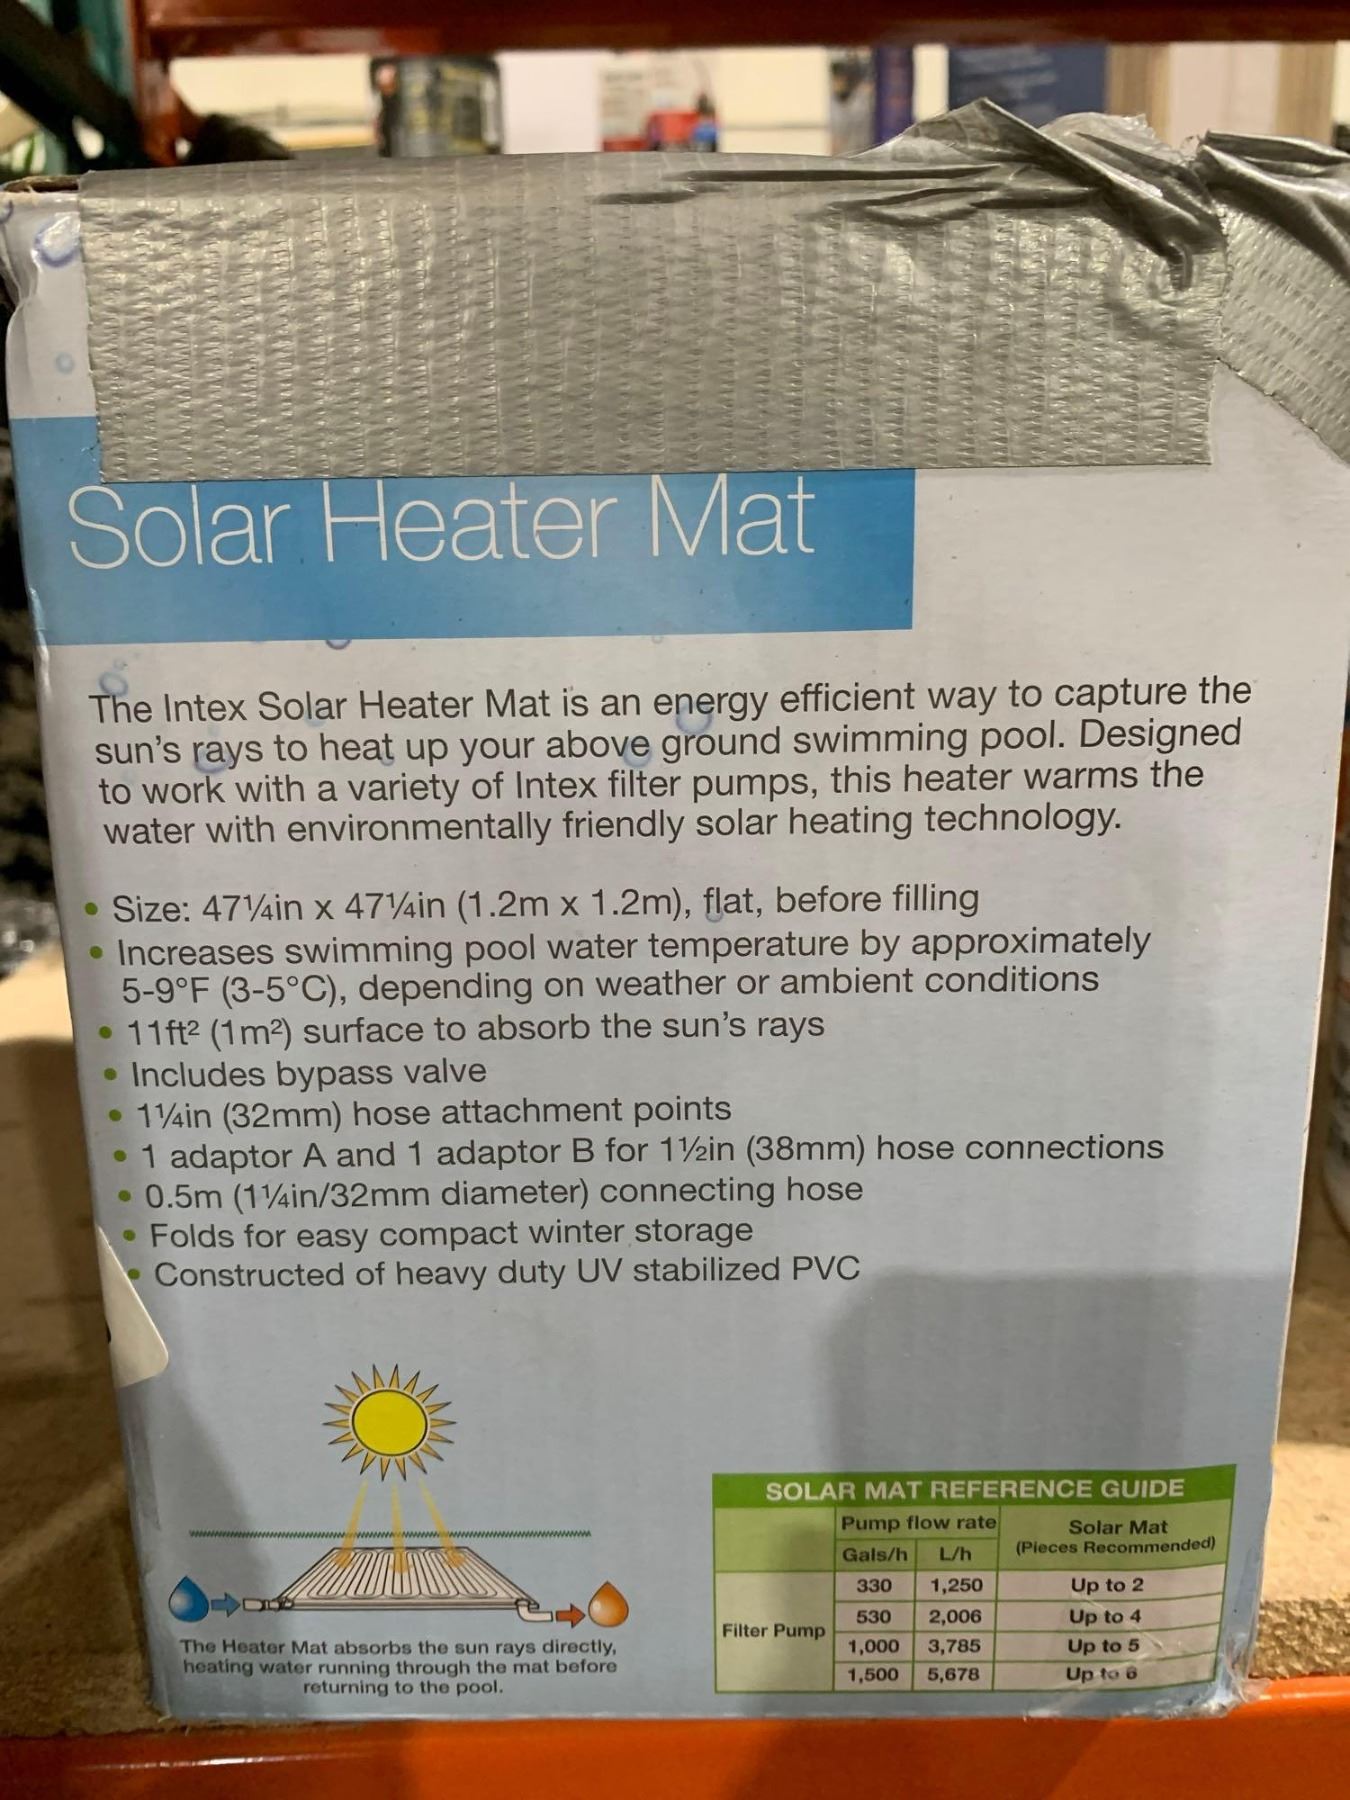 Solar Heater Mat
The Intex Solar Heater Mat is an energy efficient way to capture the
sun's rays to heat up your above ground swimming pool. Designed
to work with a variety of Intex filter pumps, this heater warms the
water with environmentally friendly solar heating technology.
• Size: 47¼in x 47¼in (1.2m x 1.2m), flat, before filling
• Increases swimming pool water temperature by approximately
5-9°F (3-5°C), depending on weather or ambient conditions
• 11ft² (1m²) surface to absorb the sun's rays
• Includes bypass valve
• 1¼in (32mm) hose attachment points
• 1 adaptor A and 1 adaptor B for 1½in (38mm) hose connections
• 0.5m (1¼in/32mm diameter) connecting hose
• Folds for easy compact winter storage
• Constructed of heavy duty UV stabilized PVC
The Heater Mat absorbs the sun rays directly,
heating water running through the mat before
returning to the pool.
SOLAR MAT REFERENCE GUIDE
Pump flow rate
Solar Mat
(Pieces Recommended)
Gals/h L/h
Filter Pump
330 1,250 Up to 2
530 2,006 Up to 4
1,000 3,785 Up to 5
1,500 5,678 Up to 6